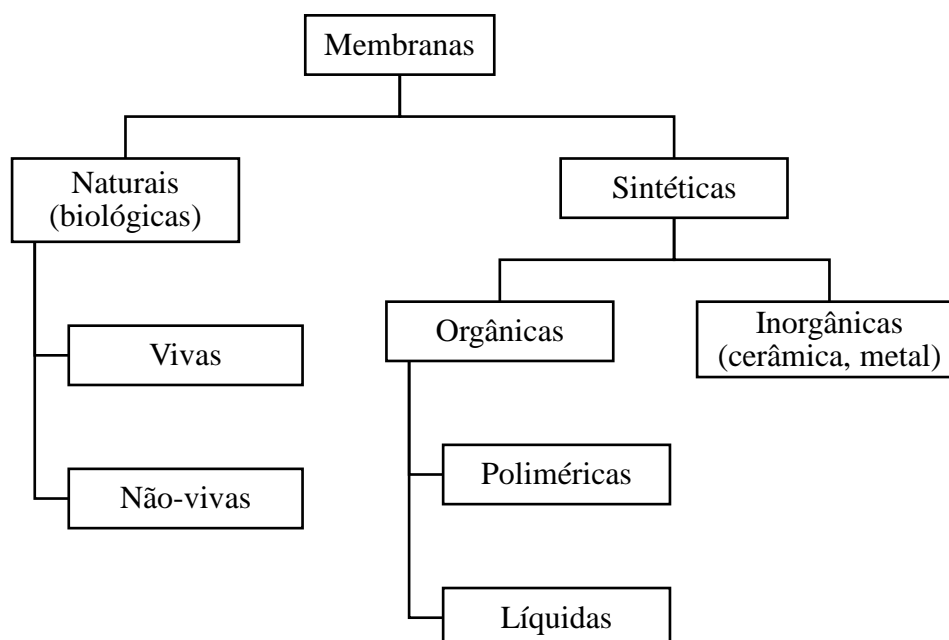 Membranas
Naturais
(biológicas)
Sintéticas
Orgânicas
Inorgânicas
(cerâmica, metal)
Vivas
Poliméricas
Não-vivas
Líquidas